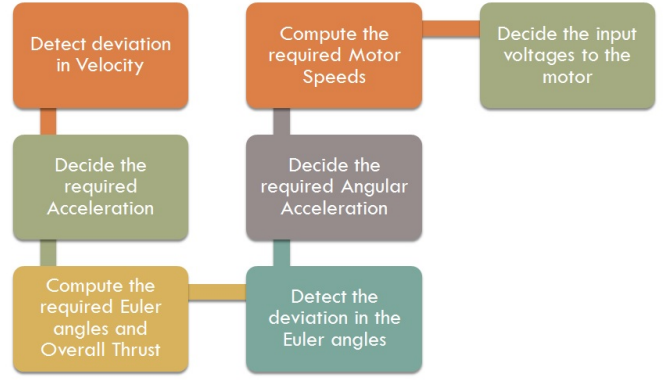 Detect deviation
in Velocity
Decide the
required
Acceleration
Compute the
required Euler
angles and
Overall Thrust
Detect the
deviation in the
Euler angles
Decide the
required Angular
Acceleration
Compute the
required Motor
Speeds
Decide the input
voltages to the
motor